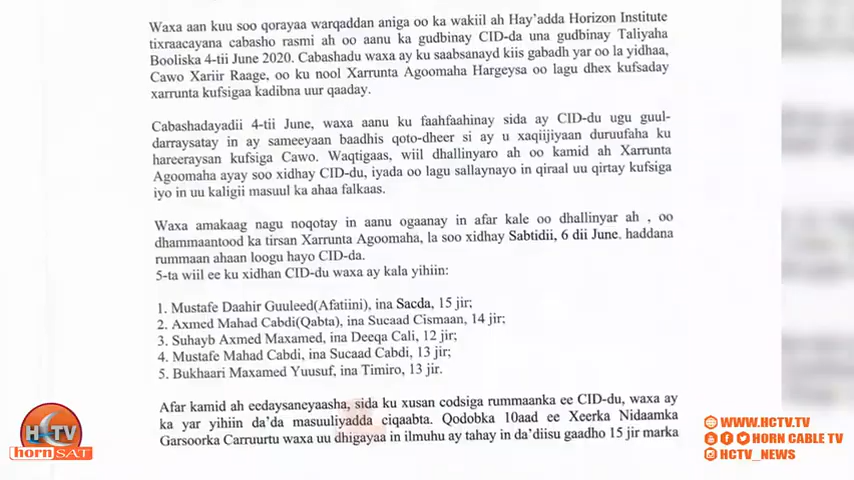 Waxa aan kuu soo qorayaa warqaddan aniga oo ka wakiil ah Hay'adda Horizon Institute
tixraacayana cabasho rasmi ah oo aanu ka gudbinay CID-da una gudbinay Taliyaha
Booliska 4-tii June 2020. Cabashadu waxa ay ku saabsanayd kiis gabadh yar oo la yidhaa,
Cawo Xariir Raage, oo ku nool Xarrunta Agoomaha Hargeysa oo lagu dhex kufsaday
xarrunta kufsigaa kadibna uur qaaday.
Cabashadayadii 4-tii June, waxa aanu ku faahfaahinay sida ay CID-du ugu guul-
darraysatay in ay sameeyaan baadhis qoto-dheer si ay u xaqiijiyaan duruufaha ku
hareeraysan kufsiga Cawo. Waqtigaas, wiil dhallinyaro ah oo kamid ah Xarrunta
Agoomaha ayay soo xidhay CID-du, iyada oo lagu sallaynayo in qiraal uu qirtay kufsiga
iyo in uu kaligii masuul ka ahaa falkaas.
Waxa amakaag nagu noqotay in aanu ogaanay in afar kale oo dhallinyar ah , oo
dhammaantood ka tirsan Xarrunta Agoomaha, la soo xidhay Sabtidii, 6 dii June. haddana
rummaan ahaan loogu hayo CID-da.
5-ta wiil ee ku xidhan CID-du waxa ay kala yihiin:
1. Mustafe Daahir Guuleed(Afatiini), ina Sacda, 15 jir;
2. Axmed Mahad Cabdi(Qabta), ina Sucaad Cismaan, 14 jir;
3. Suhayb Axmed Maxamed, ina Deeqa Cali, 12 jir;
4. Mustafe Mahad Cabdi, ina Sucaad Cabdi, 13 jir;
5. Bukhaari Maxamed Yuusuf, ina Timiro, 13 jir.
Afar kamid ah eedaysaneyaasha, sida ku xusan codsiga rummaanka ee CID-du, waxa ay
ka yar yihiin da'da masuuliyadda ciqaabta. Qodobka 10aad ee Xeerka Nidaamka
Garsoorka Carruurtu waxa uu dhigayaa in ilmuhu ay tahay in da'diisu gaadho 15 jir marka
HCTV
horn SAT
WWW.HCTV.TV
HORN CABLE TV
HCTV_NEWS